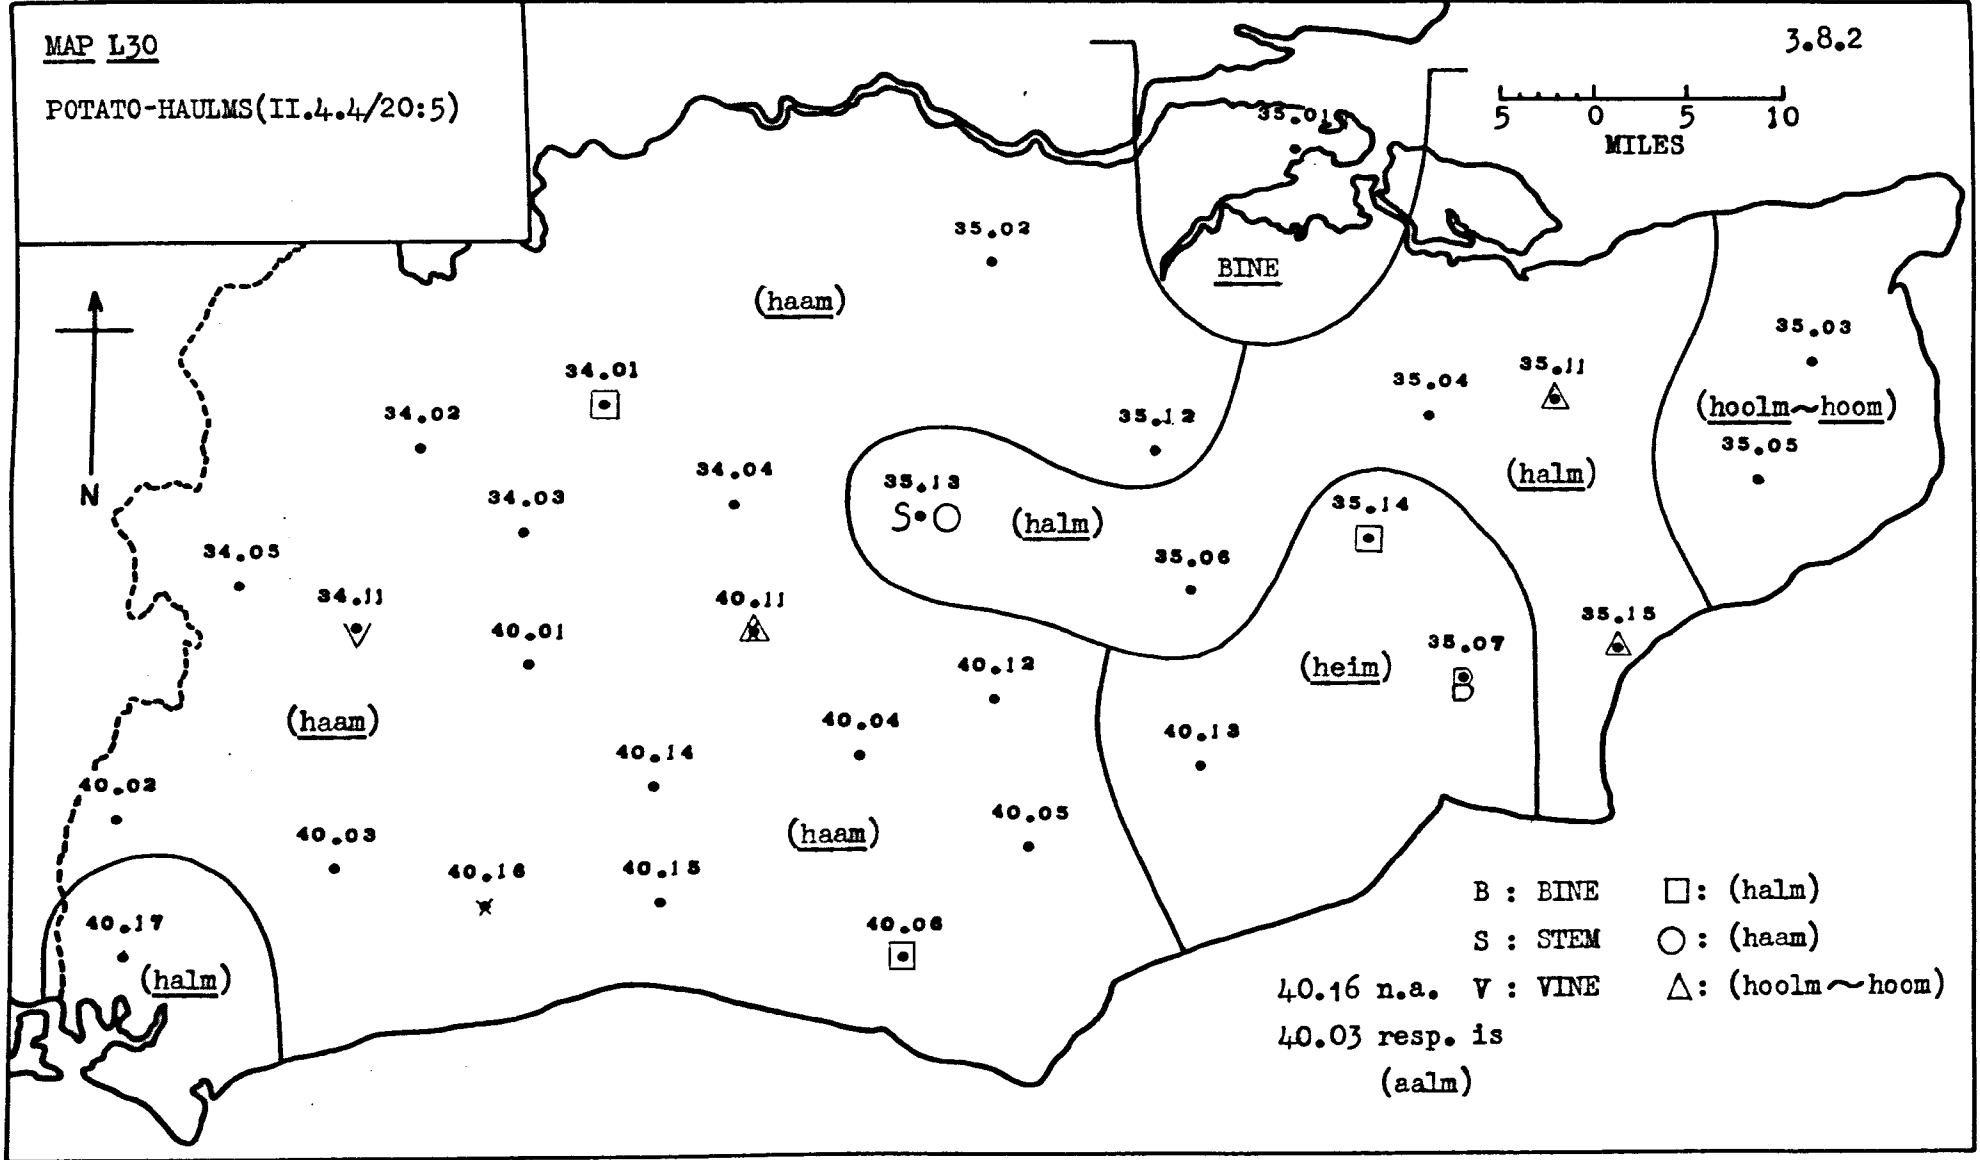 MAP L30
3.8.2
POTATO-HAULMS(II.4.4/20:5)
5 0 5 10
MILES
35.01
35.02
BINE
(haam)
35.03
34.01
35.11
35.04
34.02
35.12
(hoolm~hoom)
35.05
34.04
(halm)
35.13
S
34.03
N
35.14
(halm)
34.05
35.06
34.11
V
40.11
40.01
35.15
35.07
B
40.12
(heim)
(haam)
40.04
40.13
40.14
40.02
40.05
40.03
(haam)
40.16
40.15
40.17
40.06
(halm)
B : BINE □: (halm)
S : STEM ○: (haam)
40.16 n.a. V : VINE △: (hoolm~hoom)
40.03 resp. is
(aalm)